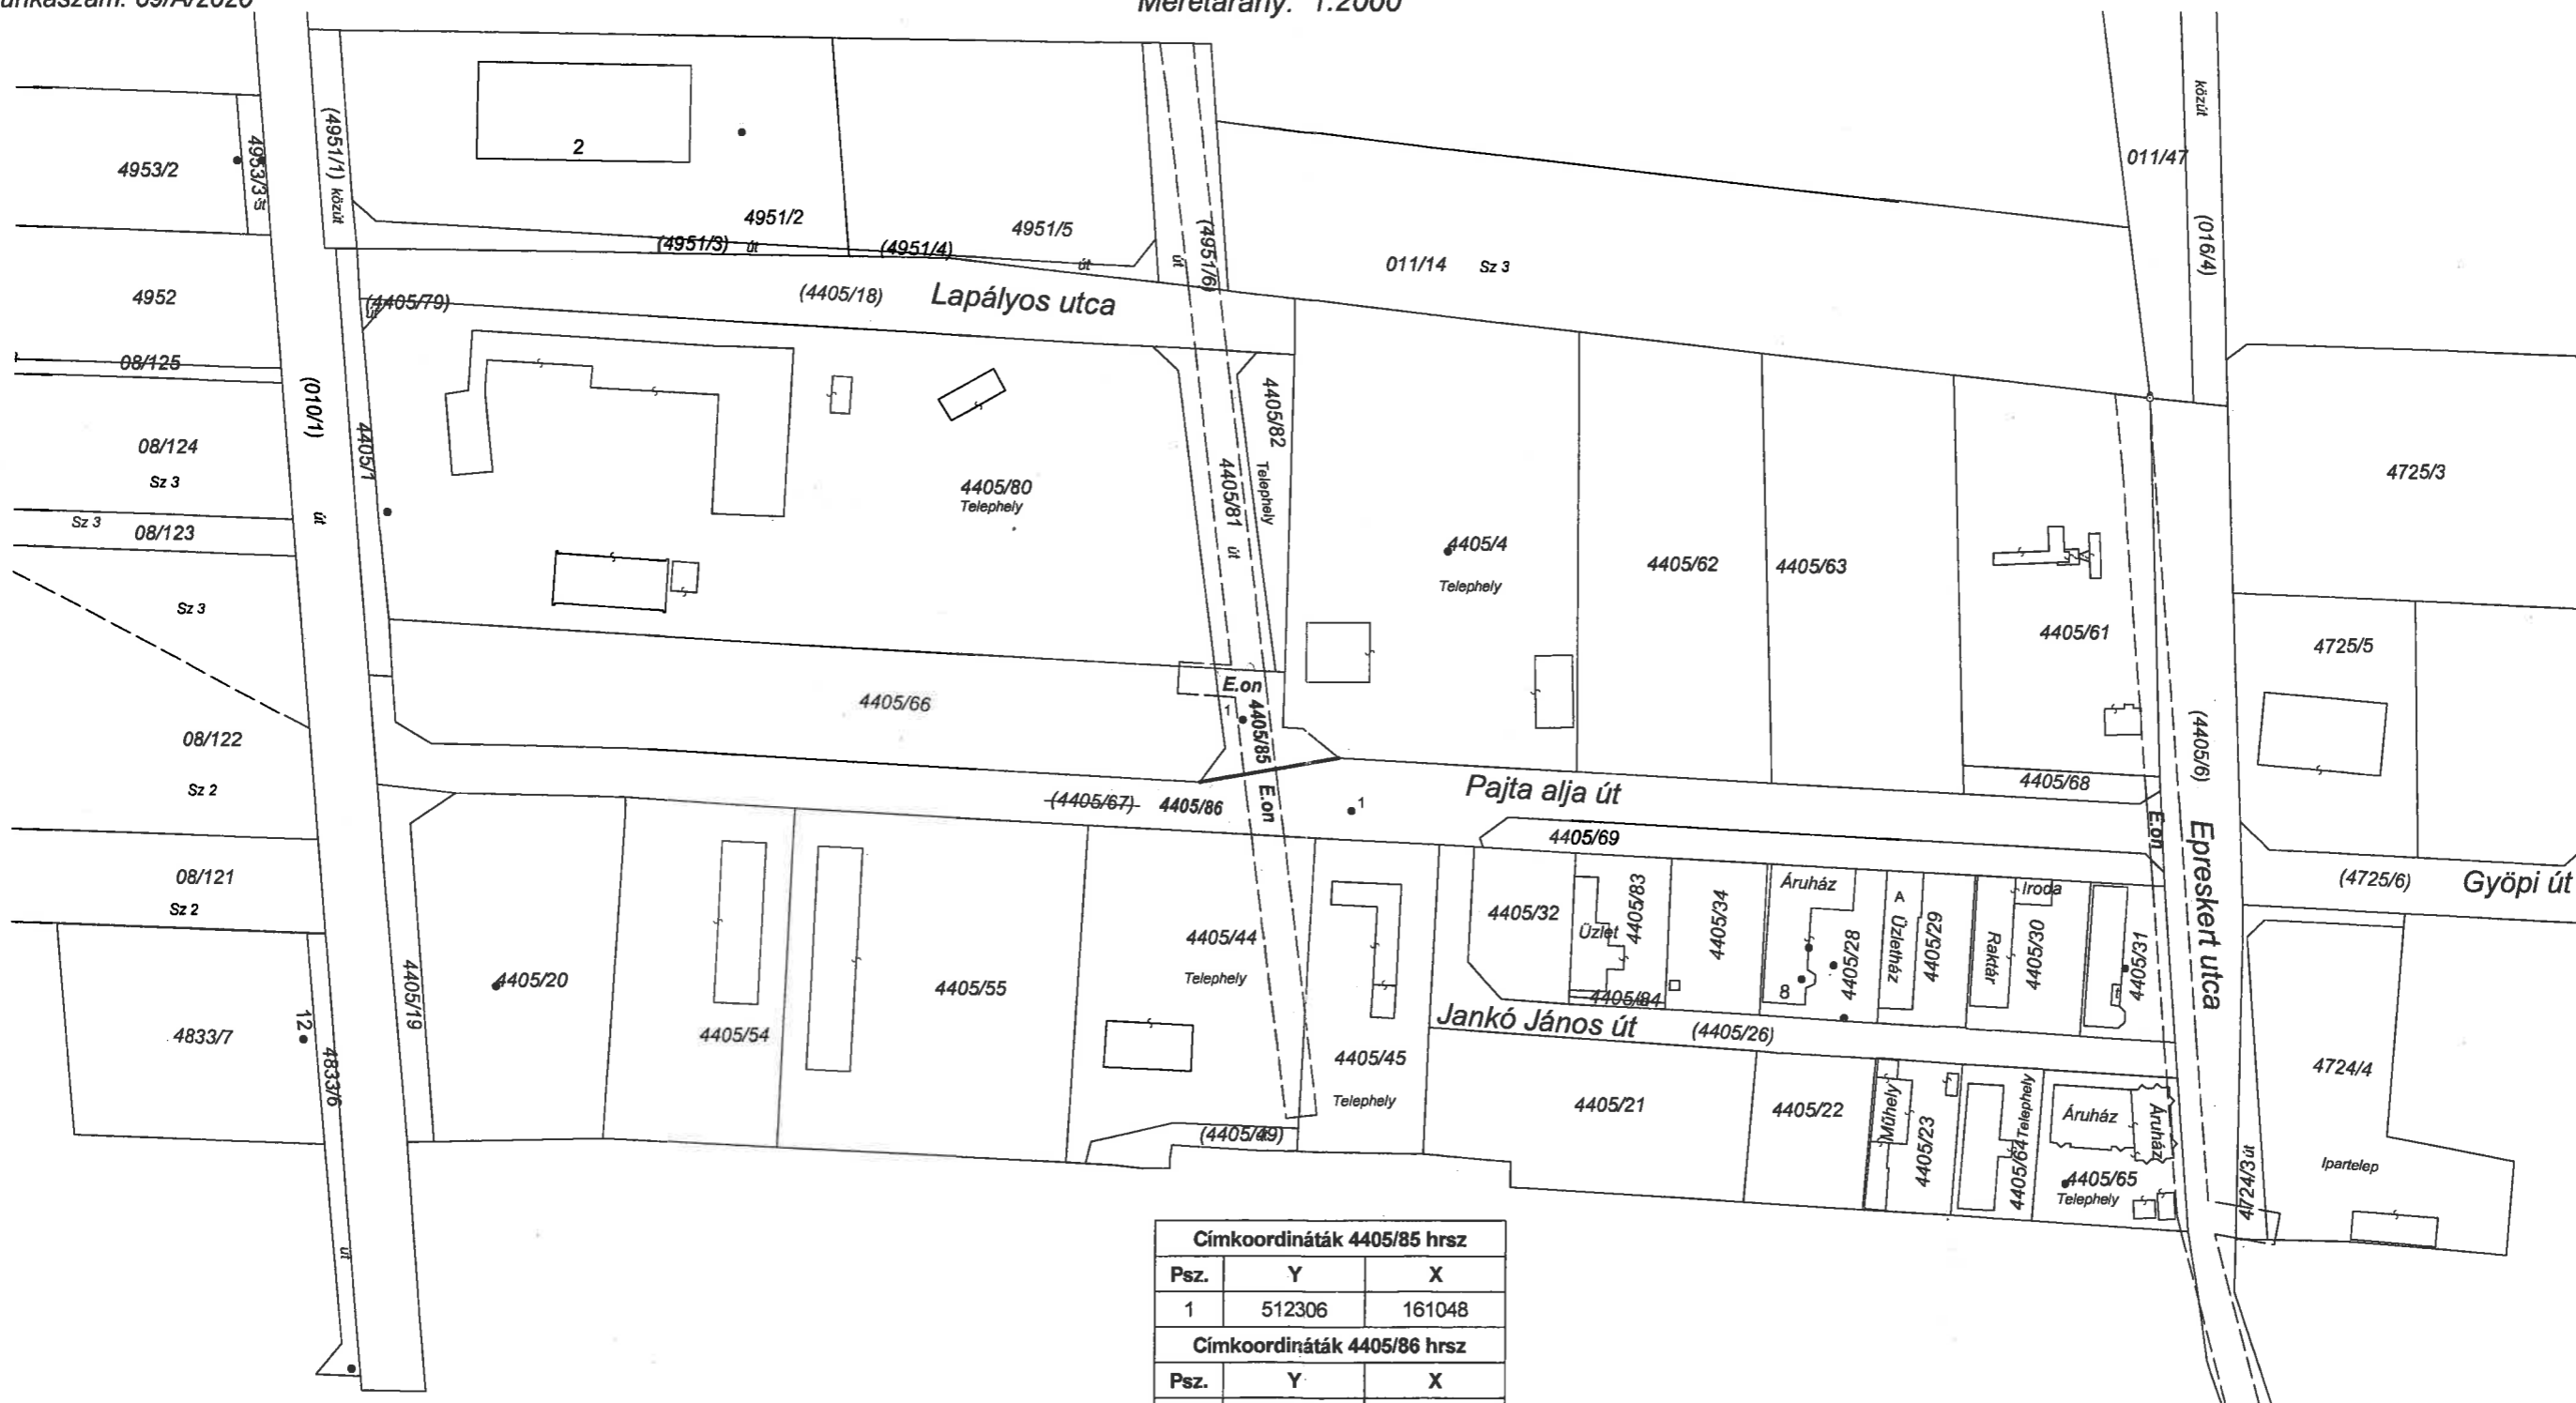 Méretarány: 1:2000
közút
011/47
(4951/1) közút
4953/3 út
4953/2
2
4951/2
4951/5
(4951/6)
út
(016/4)
(4951/3) út
(4951/4)
út
011/14 Sz 3
4952
(4405/79)
út
(4405/18)
Lapályos utca
08/125
(010/1)
út
4405/1
08/124
Sz 3
Sz 3
08/123
Sz 3
4405/80
Telephely
4405/82
Telephely
4405/81 út
4405/4
Telephely
4405/62
4405/63
4405/61
4725/3
4725/5
08/122
Sz 2
4405/66
E.on
1
4405/85
E.on
(4405/67) 4405/86
1
Pajta alja út
4405/68
4405/69
E.on
(4405/6)
Epreskert utca
(4725/6)
Gyöpi út
08/121
Sz 2
4405/19
4405/20
4405/54
4405/55
4405/44
Telephely
4405/45
Telephely
4405/32
Üzlet
4405/83
4405/84
4405/34
Áruház
8
4405/28
A Üzletház
4405/29
Raktár
Iroda
4405/30
4405/31
t
4833/7
12
4833/6
út
Jankó János út
(4405/26)
4405/21
4405/22
Műhely
4405/23
4405/64
Telephely
Áruház
Áruház
4405/65
Telephely
4724/3 út
4724/4
Ipartelep
(4405/49)
út
Címkoordináták 4405/85 hrsz
Psz. Y X
1 512306 161048
Címkoordináták 4405/86 hrsz
Psz. Y X